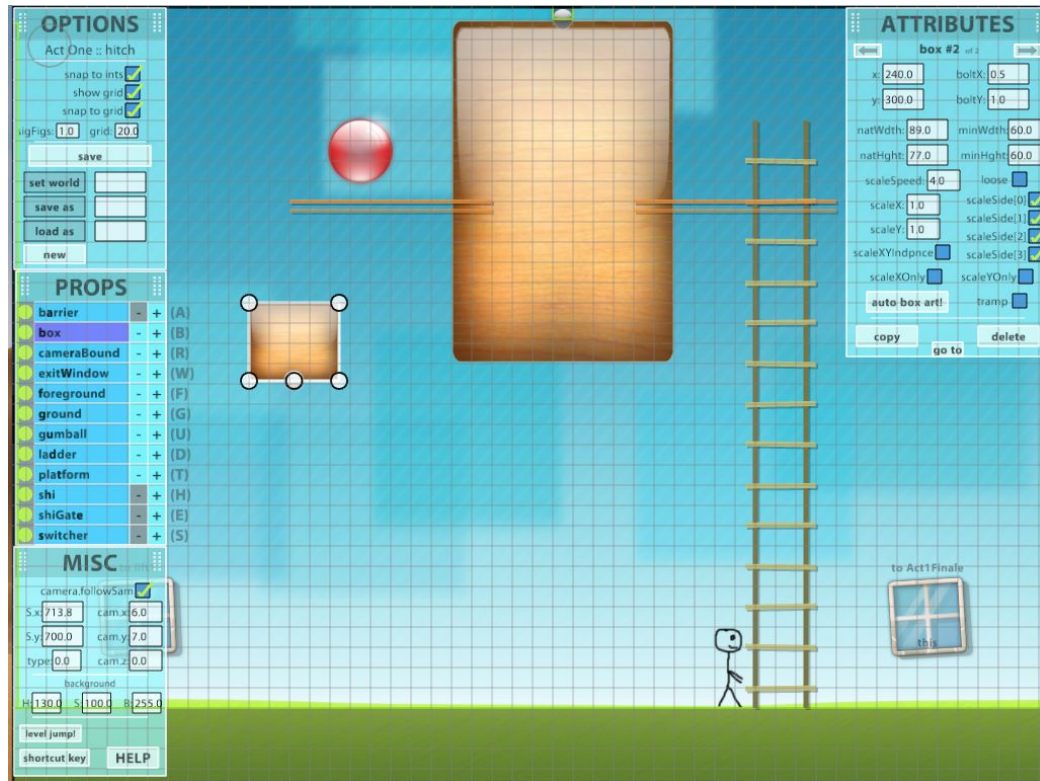 OPTIONS
Act One :: hitch
snap to ints
show grid
snap to grid
sigFigs: 1.0 grid: 20.0
save
set world
save as
load as
new
PROPS
barrier - + (A)
box - + (B)
cameraBound - + (R)
exitWindow - + (W)
foreground - + (F)
ground - + (G)
gumball - + (U)
ladder - + (D)
platform - + (T)
shi - + (H)
shiGate - + (E)
switcher - + (S)
MISC
camera.followSam
S.x: 713.8 cam.x: 6.0
S.y: 700.0 cam.y: 7.0
type: 0.0 cam.z: 0.0
background
H: 130.0 S: 100.0 B: 255.0
level jump!
shortcut key HELP
ATTRIBUTES
box #2 of 2
x: 240.0 boltX: 0.5
y: 300.0 boltY: 1.0
natWdth: 89.0 minWdth: 60.0
natHght: 77.0 minHght: 60.0
scaleSpeed: 4.0 loose
scaleX: 1.0 scaleSide[0]
scaleSide[1]
scaleY: 1.0 scaleSide[2]
scaleXYIndpnce scaleSide[3]
scaleXOnly scaleYOnly
auto box art! tramp
copy delete
go to
to Act1Finale
this